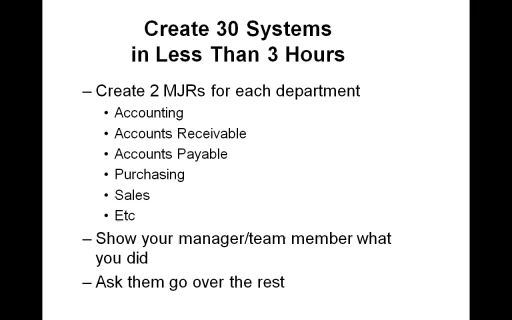 Create 30 Systems
in Less Than 3 Hours
– Create 2 MJRs for each department
• Accounting
• Accounts Receivable
• Accounts Payable
• Purchasing
• Sales
• Etc
– Show your manager/team member what
you did
– Ask them go over the rest